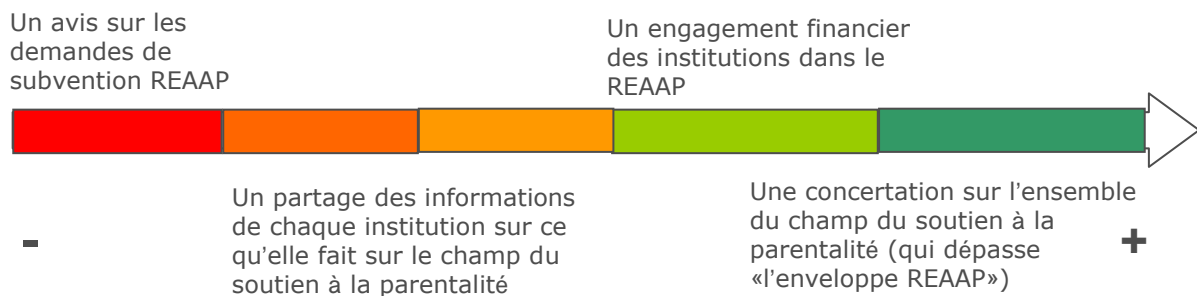 Un avis sur les
demandes de
subvention REAAP
Un engagement financier
des institutions dans le
REAAP
Un partage des informations
de chaque institution sur ce
qu’elle fait sur le champ du
soutien à la parentalité
Une concertation sur l’ensemble
du champ du soutien à la
parentalité (qui dépasse
«l’enveloppe REAAP»)
-
+